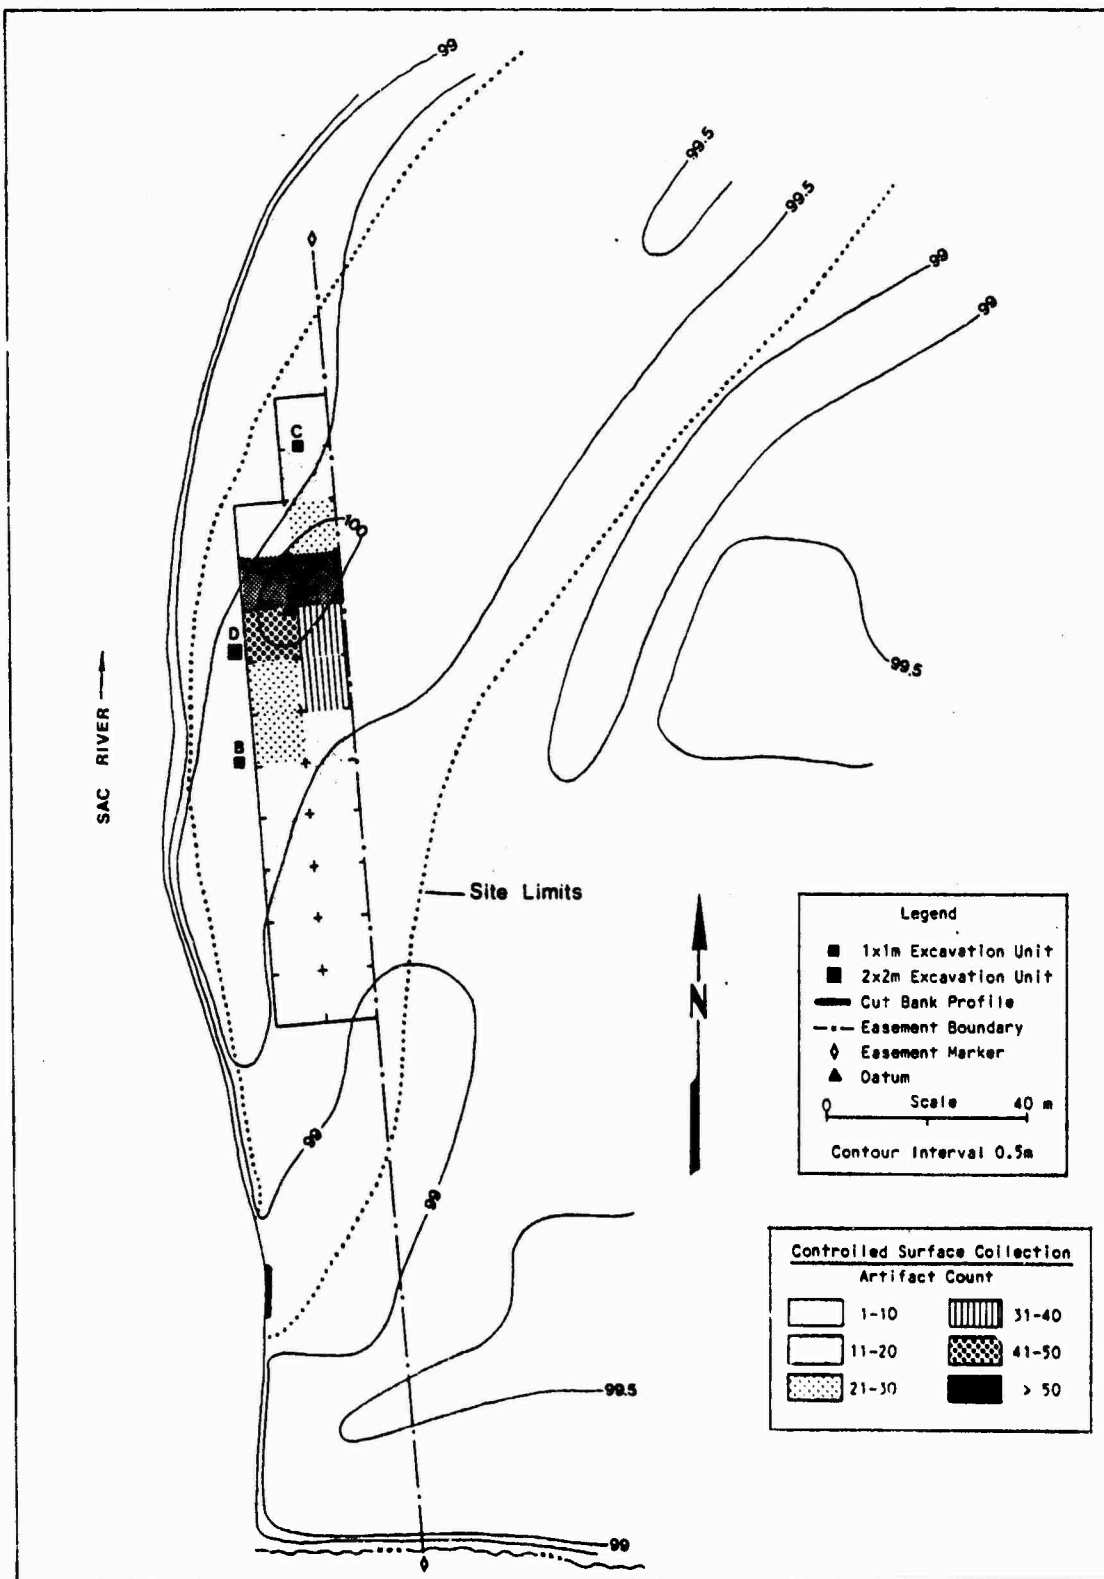 99
99.5
99.5
99
99
C
100
D
99.5
B
SAC RIVER
Site Limits
N
99
99
99.5
99
Legend
1x1m Excavation Unit
2x2m Excavation Unit
Cut Bank Profile
Easement Boundary
Easement Marker
Datum
0 Scale 40 m
Contour Interval 0.5m
Controlled Surface Collection
Artifact Count
1-10 31-40
11-20 41-50
21-30 > 50